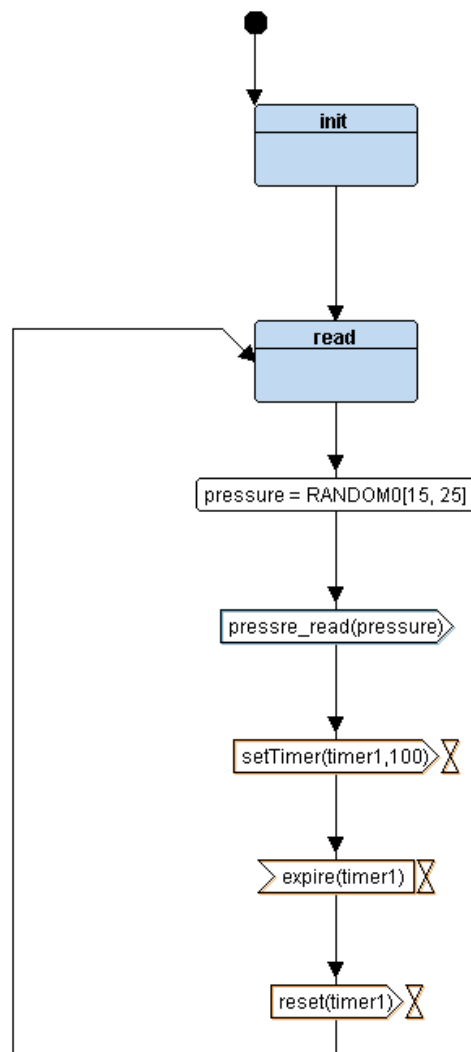 init
read
pressure = RANDOM0[15, 25]
pressre_read(pressure)
setTimer(timer1,100)
expire(timer1)
reset(timer1)